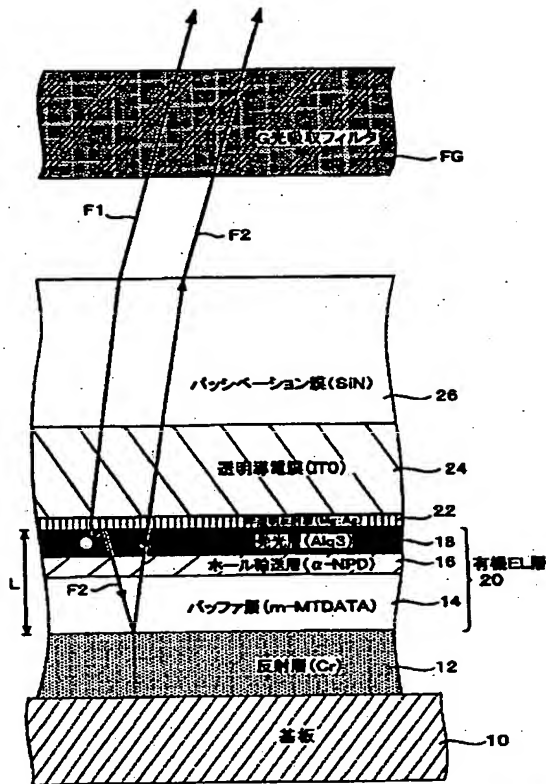 G光吸収フィルタ
FG
F1
F2
パッシベーション膜(SiN)
26
透明導電膜(ITO)
24
22
発光層(Alq3)
18
ホール輸送層(α-NPD)
16
有機EL層
20
L
F2
バッファ層(m-MTDATA)
14
反射層(Cr)
12
基板
10